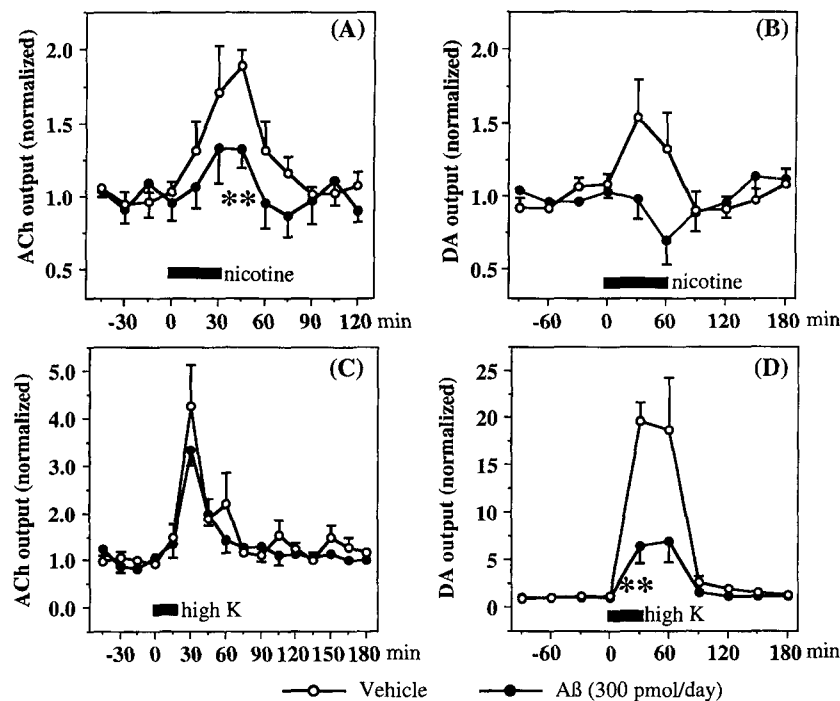 (A)
ACh output (normalized)
2.0
1.5
1.0
0.5
**
nicotine
-30 0 30 60 90 120 min
(B)
DA output (normalized)
2.0
1.5
1.0
0.5
nicotine
-60 0 60 120 180 min
(C)
ACh output (normalized)
5.0
4.0
3.0
2.0
1.0
0.0
high K
-30 0 30 60 90 120 150 180 min
(D)
DA output (normalized)
25
20
15
10
5
0
**
high K
-60 0 60 120 180 min
Vehicle
Aß (300 pmol/day)